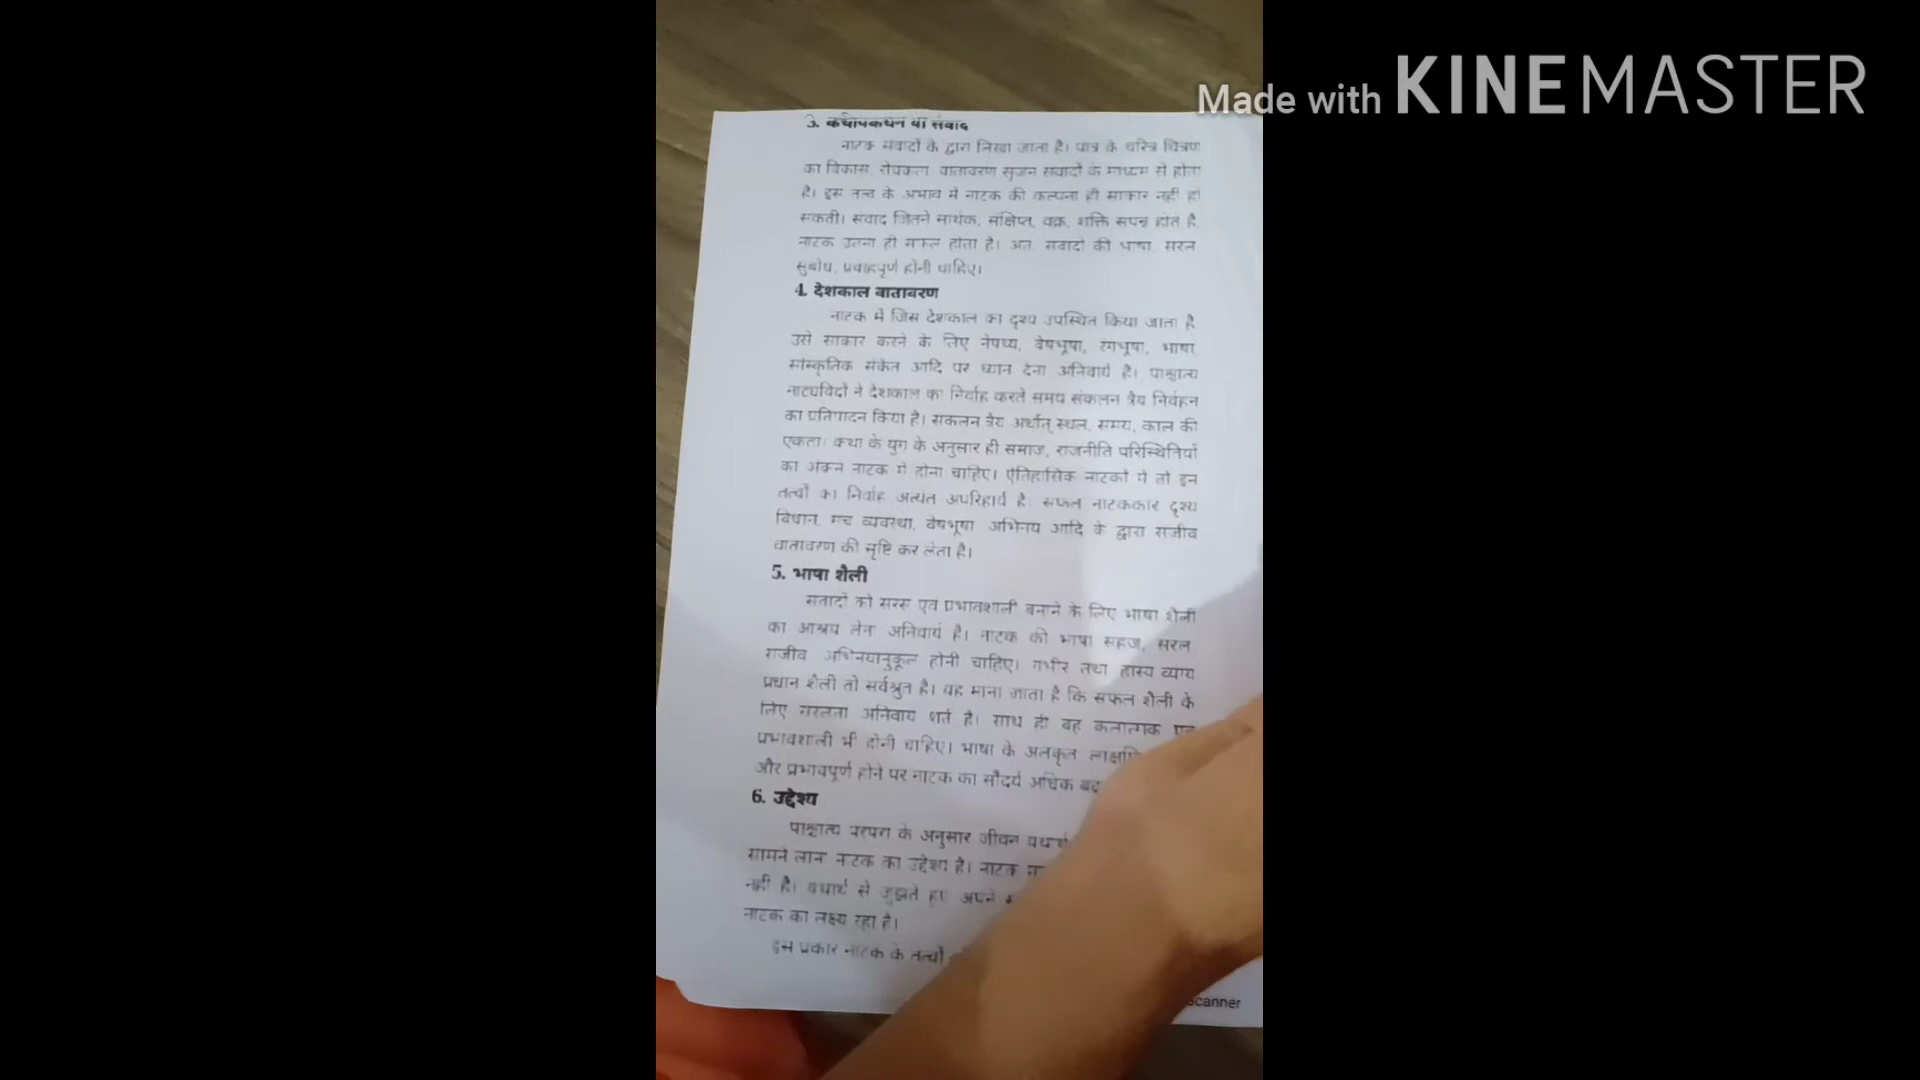 Made with KINEMASTER
3. कथोपकथन या संवाद
नाटक संवादों के द्वारा लिखा जाता है। पात्र के चरित्र चित्रण
का विकास, रोचकता, वातावरण सृजन संवादों के माध्यम से होता
है। इस तत्व के अभाव में नाटक की कल्पना ही साकार नहीं हो
सकती। संवाद जितने सार्थक, संक्षिप्त, वक्र, शक्ति संपन्न होते है,
नाटक उतना ही सफल होता है। अतः संवादों की भाषा सरल,
सुबोध, प्रवाहपूर्ण होनी चाहिए।
4. देशकाल वातावरण
नाटक में जिस देशकाल का दृश्य उपस्थित किया जाता है
उसे साकार करने के लिए नेपथ्य, वेषभूषा, रंगभूषा, भाषा,
सांस्कृतिक संकेत आदि पर ध्यान देना अनिवार्य है। पाश्चात्य
नाट्यविदों ने देशकाल का निर्वाह करते समय संकलन त्रैय निर्वहन
का प्रतिपादन किया है। संकलन त्रैय अर्थात् स्थल, समय, काल की
एकता। कथा के युग के अनुसार ही समाज, राजनीति परिस्थितियों
का अंकन नाटक में होना चाहिए। ऐतिहासिक नाटकों में तो इन
तत्वों का निर्वाह अत्यंत अपरिहार्य है। सफल नाटककार दृश्य
विधान, मंच व्यवस्था, वेषभूषा अभिनय आदि के द्वारा सजीव
वातावरण की सृष्टि कर लेता है।
5. भाषा शैली
संवादों को सरस एवं प्रभावशाली बनाने के लिए भाषा शैली
का आश्रय लेना अनिवार्य है। नाटक की भाषा सहज, सरल
सजीव अभिनयानुकूल होनी चाहिए। गंभीर तथा हास्य व्यंग्य
प्रधान शैली तो सर्वश्रुत है। यह माना जाता है कि सफल शैली के
लिए सरलता अनिवार्य शर्त है। साथ ही वह कलात्मक एवं
प्रभावशाली भी होनी चाहिए। भाषा के अलंकृत
और प्रभावपूर्ण होने पर नाटक का सौंदर्य अधिक
6. उद्देश्य
पाश्चात्य परंपरा के अनुसार जीवन यथार्थ
सामने लाना नाटक का उद्देश्य है। नाटक
नहीं है। यथार्थ से जुझते हुए अपने
नाटक का लक्ष्य रहा है।
इस प्रकार नाटक के तत्वों
Scanner